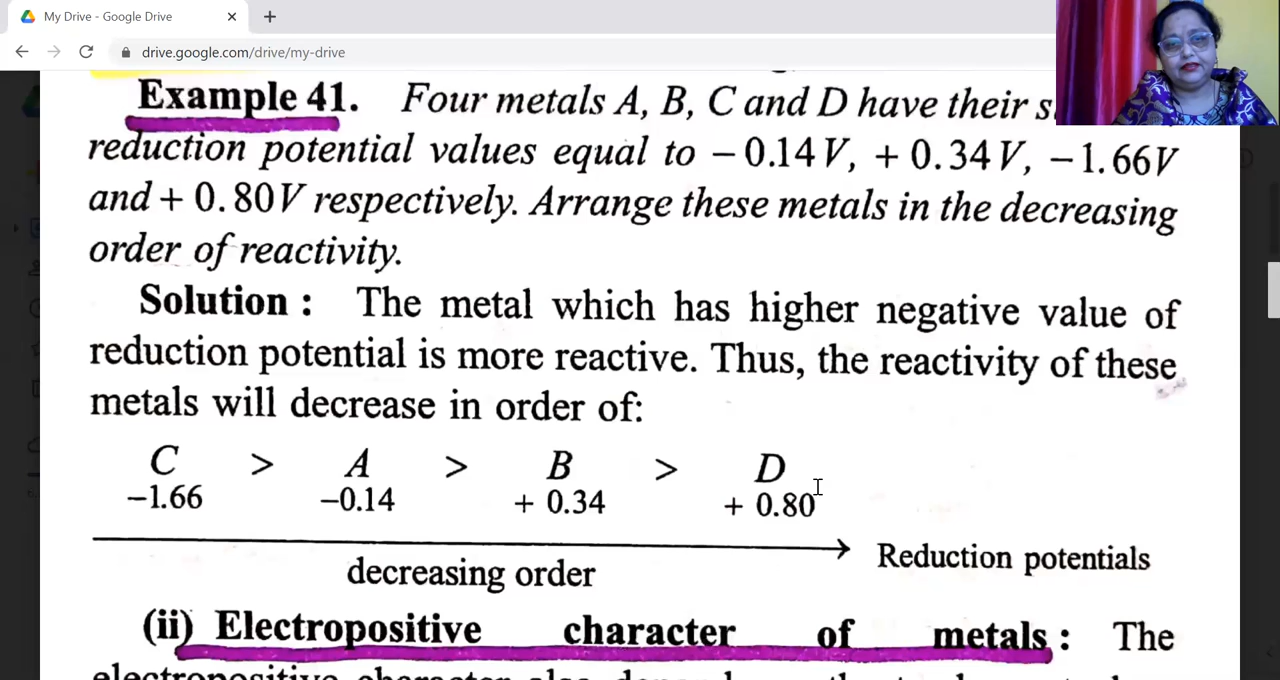 My Drive - Google Drive
drive.google.com/drive/my-drive
Example 41. Four metals A, B, C and D have their
reduction potential values equal to – 0.14 V, + 0.34 V, – 1.66V
and + 0.80V respectively. Arrange these metals in the decreasing
order of reactivity.
Solution : The metal which has higher negative value of
reduction potential is more reactive. Thus, the reactivity of these
metals will decrease in order of:
C > A > B > D
–1.66 –0.14 + 0.34 + 0.80
decreasing order Reduction potentials
(ii) Electropositive character of metals : The